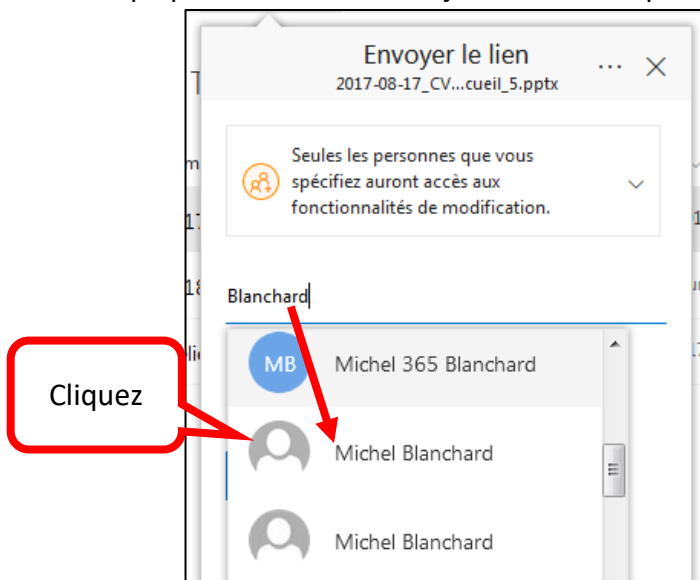 Envoyer le lien
2017-08-17_CV...cueil_5.pptx
Seules les personnes que vous
spécifiez auront accès aux
fonctionnalités de modification.
Blanchard
MB Michel 365 Blanchard
Cliquez
Michel Blanchard
Michel Blanchard